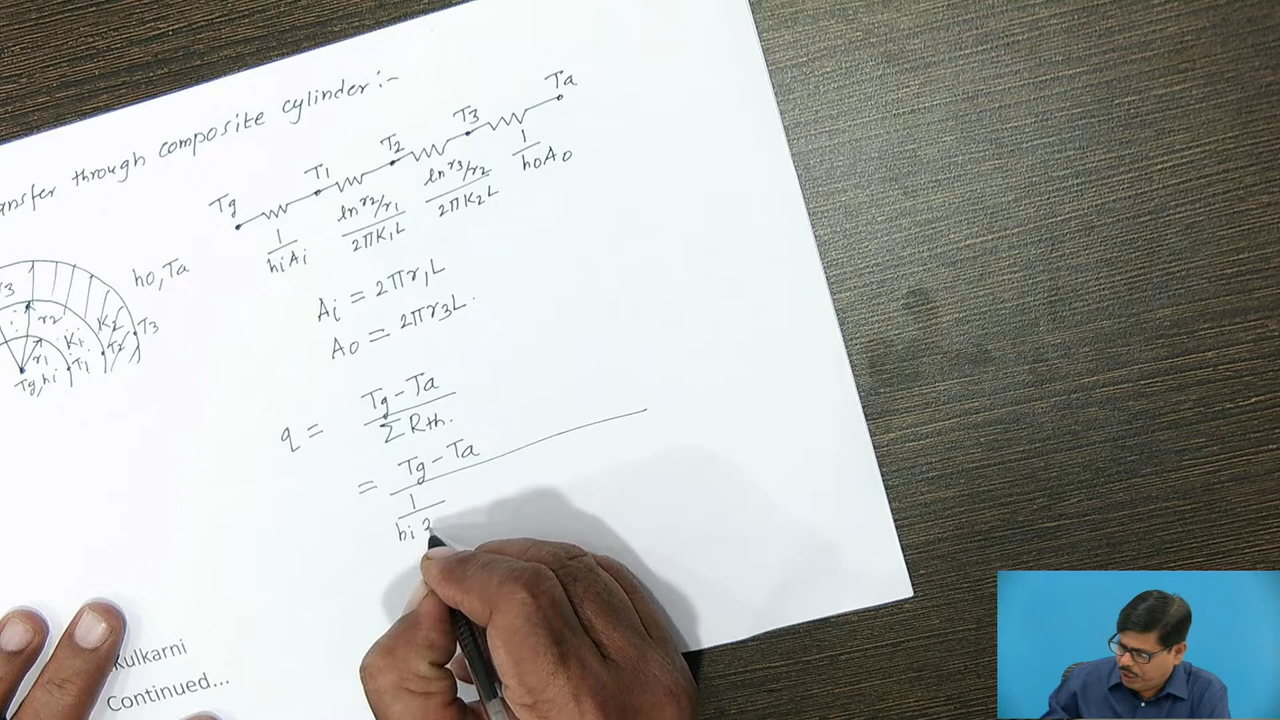 transfer through composite cylinder:-
Tg T1 T2 T3 Ta
1/hiAi ln r2/r1 / 2πK1L ln r3/r2 / 2πK2L 1/hoAo
ho,Ta
r3 r2 r1 K1 K2
Tg,hi T1 T2 T3
Ai = 2πr1L
Ao = 2πr3L.
q = Tg-Ta / ΣRth.
= Tg-Ta / 1/hi 2
Kulkarni
Continued...